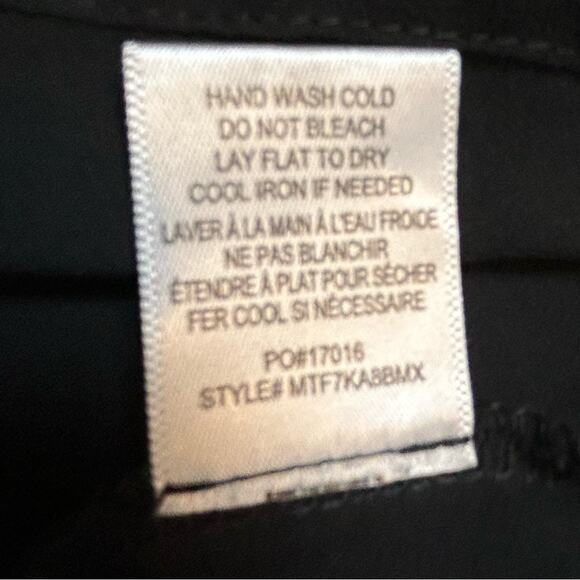 HAND WASH COLD
DO NOT BLEACH
LAY FLAT TO DRY
COOL IRON IF NEEDED
LAVER À LA MAIN À L'EAU FROIDE
NE PAS BLANCHIR
ÉTENDRE À PLAT POUR SÉCHER
FER COOL SI NÉCESSAIRE
PO#17016
STYLE# MTF7KA8BMX